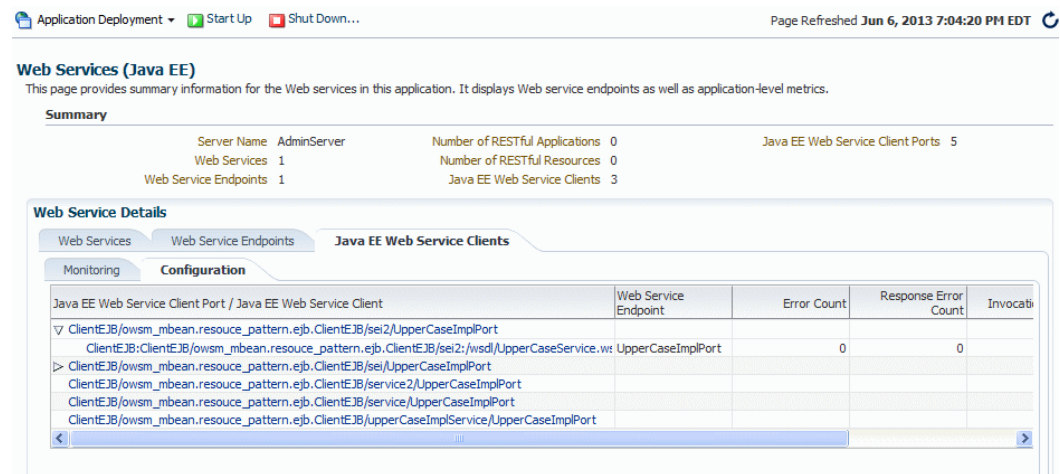 Application Deployment Start Up Shut Down... Page Refreshed Jun 6, 2013 7:04:20 PM EDT
Web Services (Java EE)
This page provides summary information for the Web services in this application. It displays Web service endpoints as well as application-level metrics.
Summary
Server Name AdminServer Number of RESTful Applications 0 Java EE Web Service Client Ports 5
Web Services 1 Number of RESTful Resources 0
Web Service Endpoints 1 Java EE Web Service Clients 3
Web Service Details
Web Services Web Service Endpoints Java EE Web Service Clients
Monitoring Configuration
Java EE Web Service Client Port / Java EE Web Service Client Web Service Endpoint Error Count Response Error Count Invocati
ClientEJB/owsm_mbean.resouce_pattern.ejb.ClientEJB/sei2/UpperCaseImplPort
ClientEJB:ClientEJB/owsm_mbean.resouce_pattern.ejb.ClientEJB/sei2:/wsdl/UpperCaseService.ws UpperCaseImplPort 0 0
ClientEJB/owsm_mbean.resouce_pattern.ejb.ClientEJB/sei/UpperCaseImplPort
ClientEJB/owsm_mbean.resouce_pattern.ejb.ClientEJB/service2/UpperCaseImplPort
ClientEJB/owsm_mbean.resouce_pattern.ejb.ClientEJB/service/UpperCaseImplPort
ClientEJB/owsm_mbean.resouce_pattern.ejb.ClientEJB/upperCaseImplService/UpperCaseImplPort